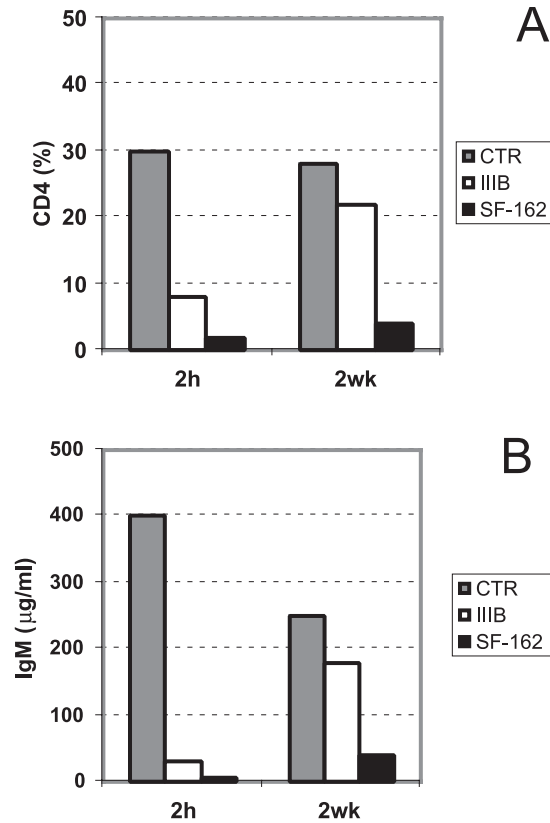 A
50
40
30
20
10
0
CD4 (%)
2h 2wk
CTR
IIIB
SF-162
B
500
400
300
200
100
0
IgM (μg/ml)
2h 2wk
CTR
IIIB
SF-162